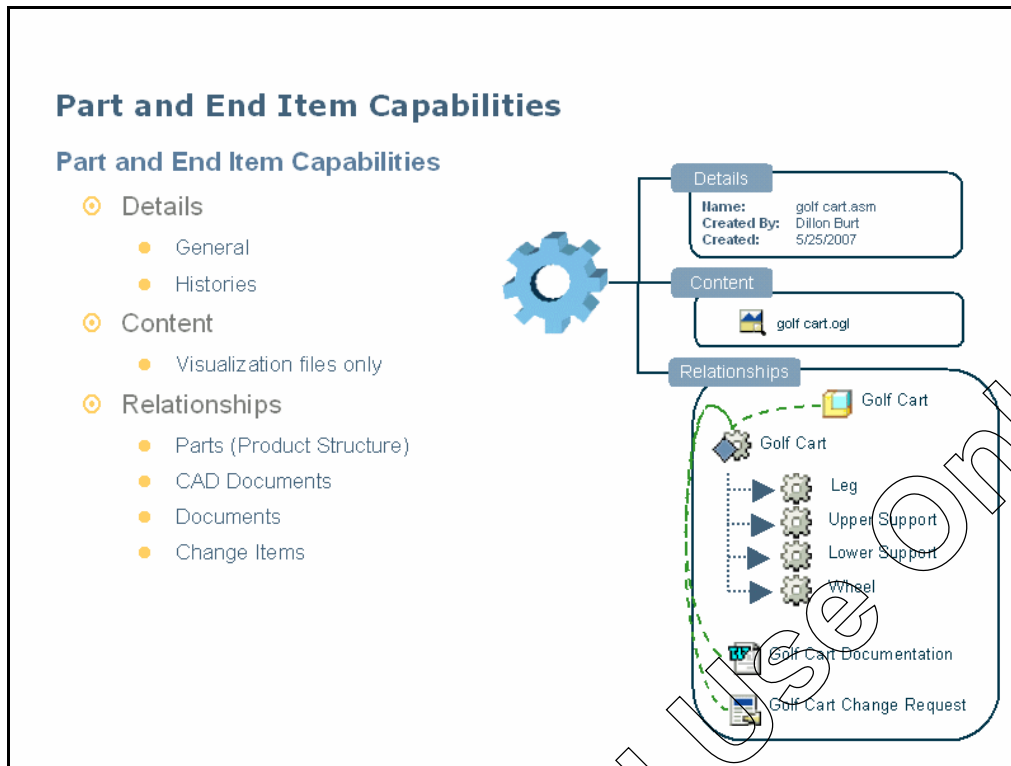 Part and End Item Capabilities
Part and End Item Capabilities
Details
General
Histories
Content
Visualization files only
Relationships
Parts (Product Structure)
CAD Documents
Documents
Change Items
Details
Name: golf cart.asm
Created By: Dillon Burt
Created: 5/25/2007
Content
golf cart.ogl
Relationships
Golf Cart
Golf Cart
Leg
Upper Support
Lower Support
Wheel
Golf Cart Documentation
Golf Cart Change Request
Use On